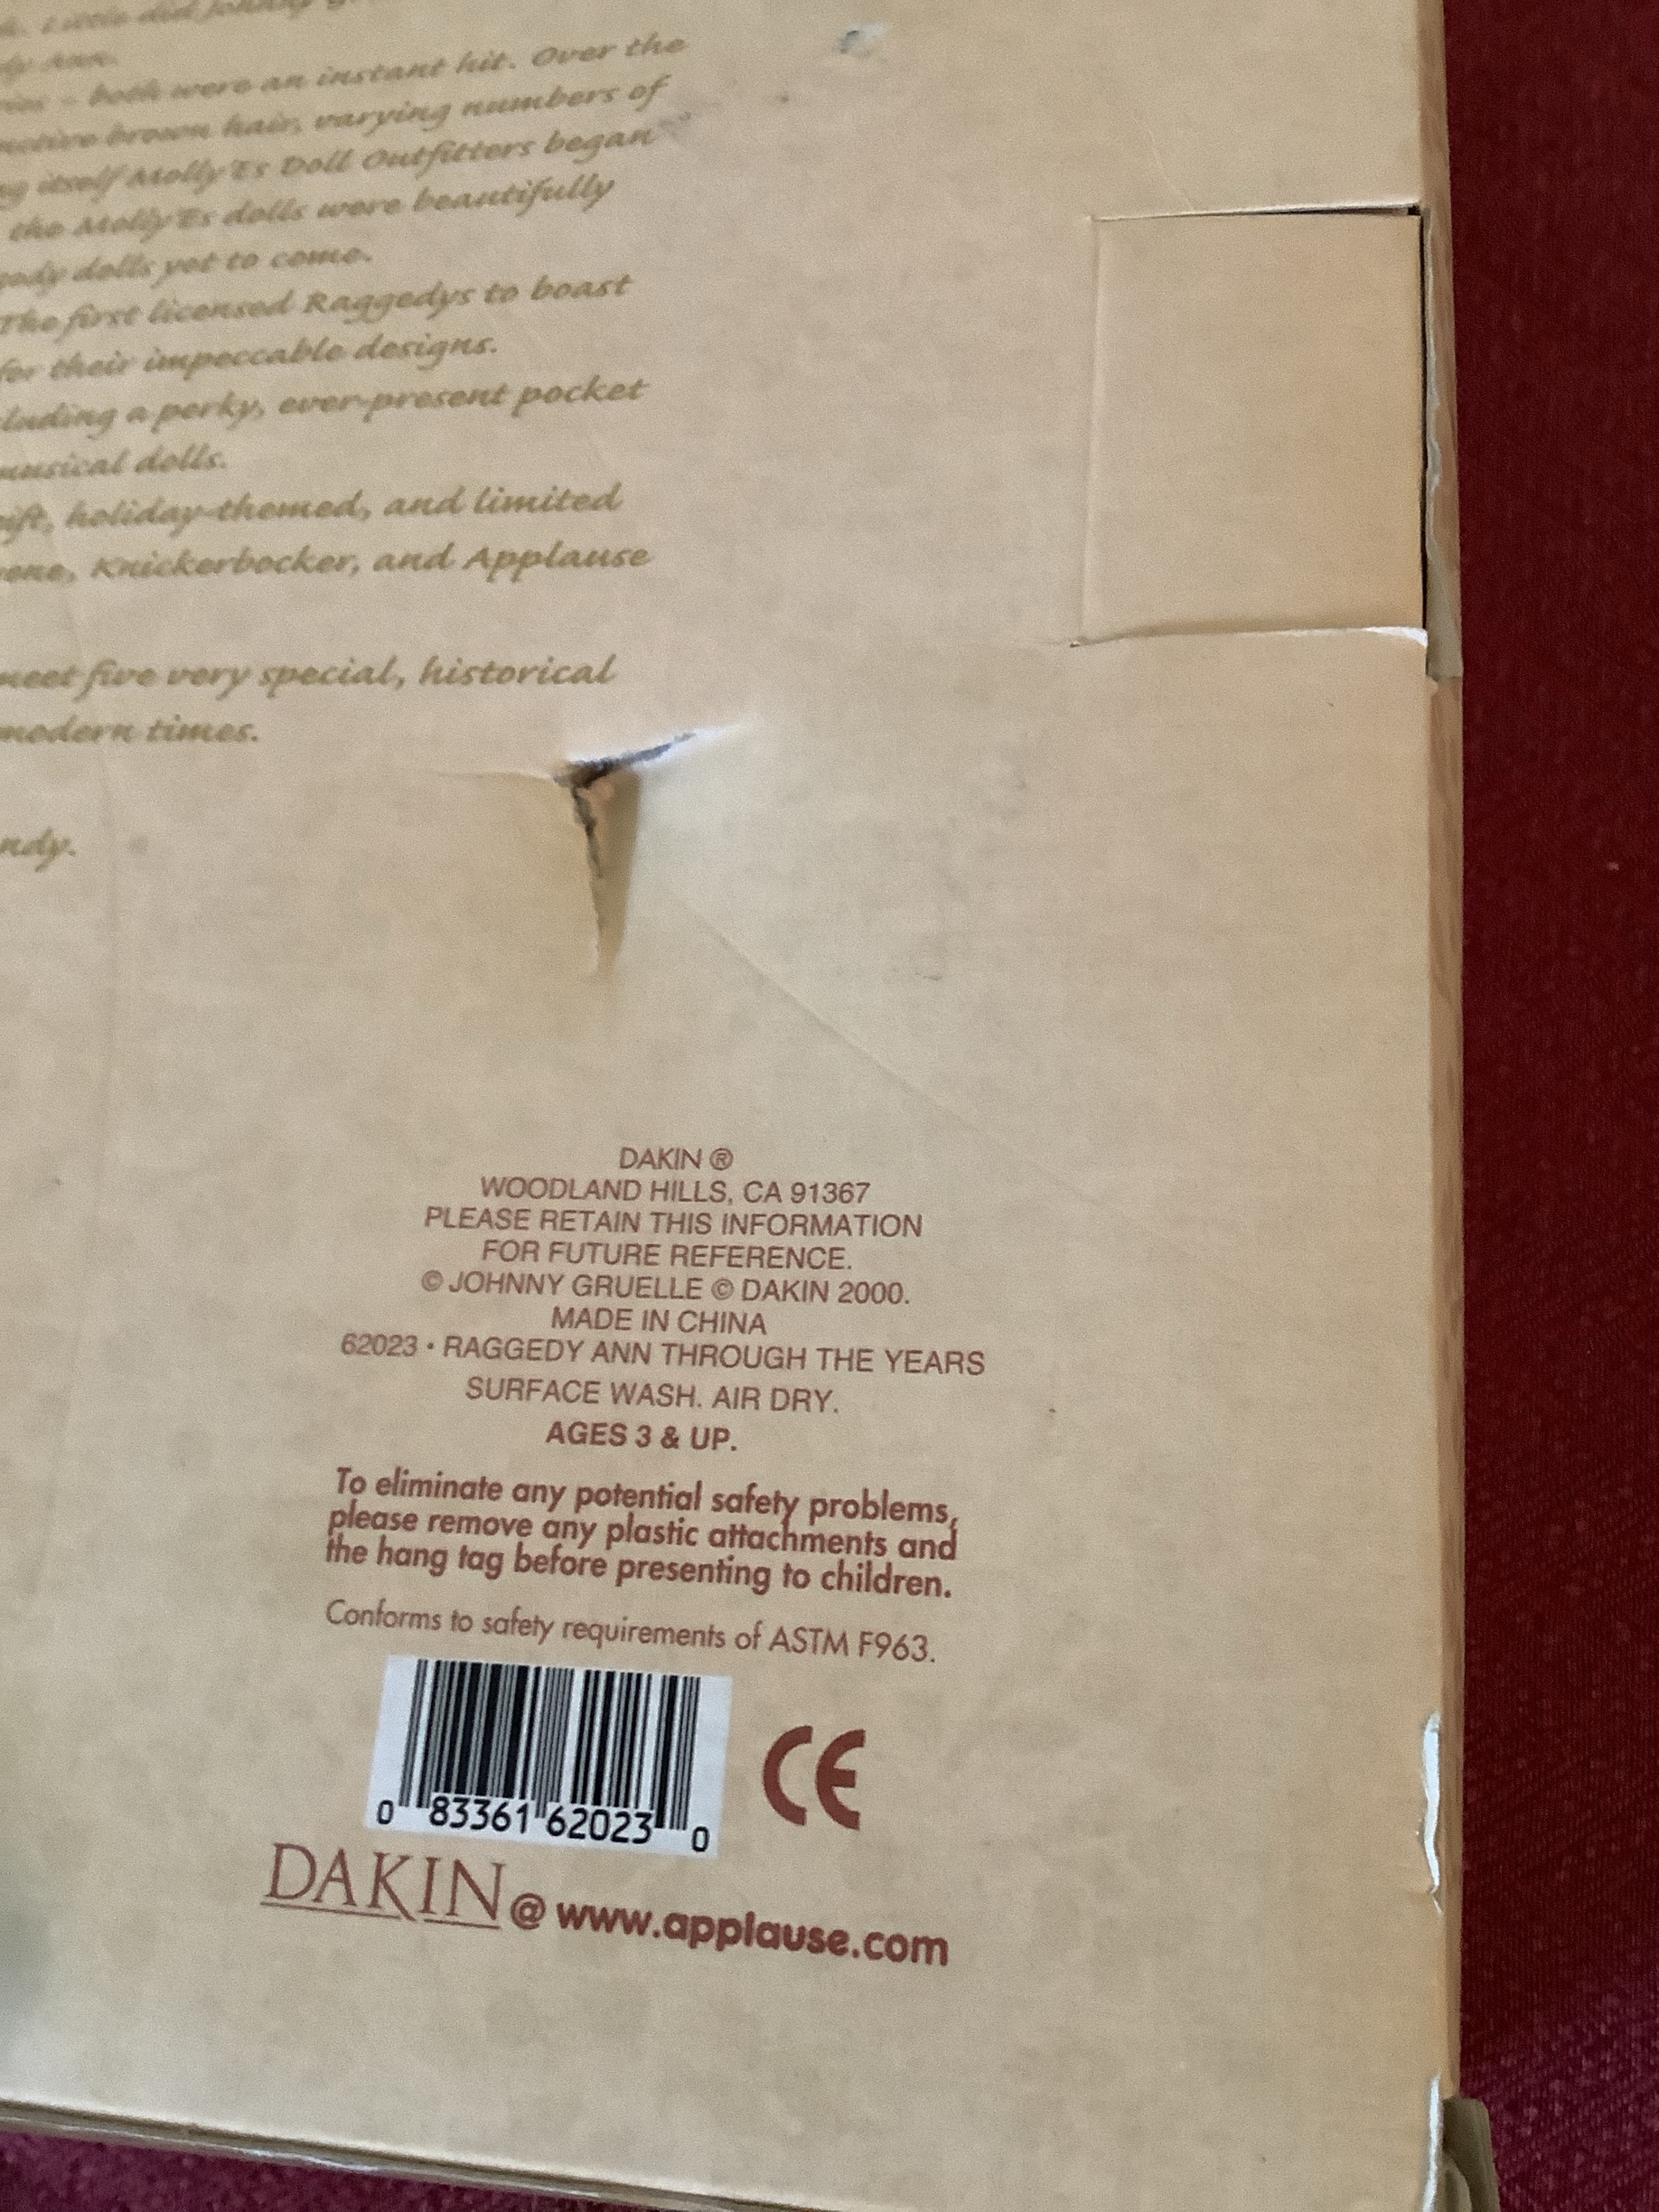 both were an instant hit. Over the
brown hair, varying numbers of
itself Molly'Es Doll Outfitters began
the Molly'Es dolls were beautifully
dolls yet to come.
The first licensed Raggedys to boast
for their impeccable designs.
a perky, ever-present pocket
musical dolls.
holiday-themed, and limited
Knickerbocker, and Applause
meet five very special, historical
modern times.
DAKIN ®
WOODLAND HILLS, CA 91367
PLEASE RETAIN THIS INFORMATION
FOR FUTURE REFERENCE.
© JOHNNY GRUELLE © DAKIN 2000.
MADE IN CHINA
62023 • RAGGEDY ANN THROUGH THE YEARS
SURFACE WASH. AIR DRY.
AGES 3 & UP.
To eliminate any potential safety problems,
please remove any plastic attachments and
the hang tag before presenting to children.
Conforms to safety requirements of ASTM F963.
CE
0 83361 62023 0
DAKIN @ www.applause.com